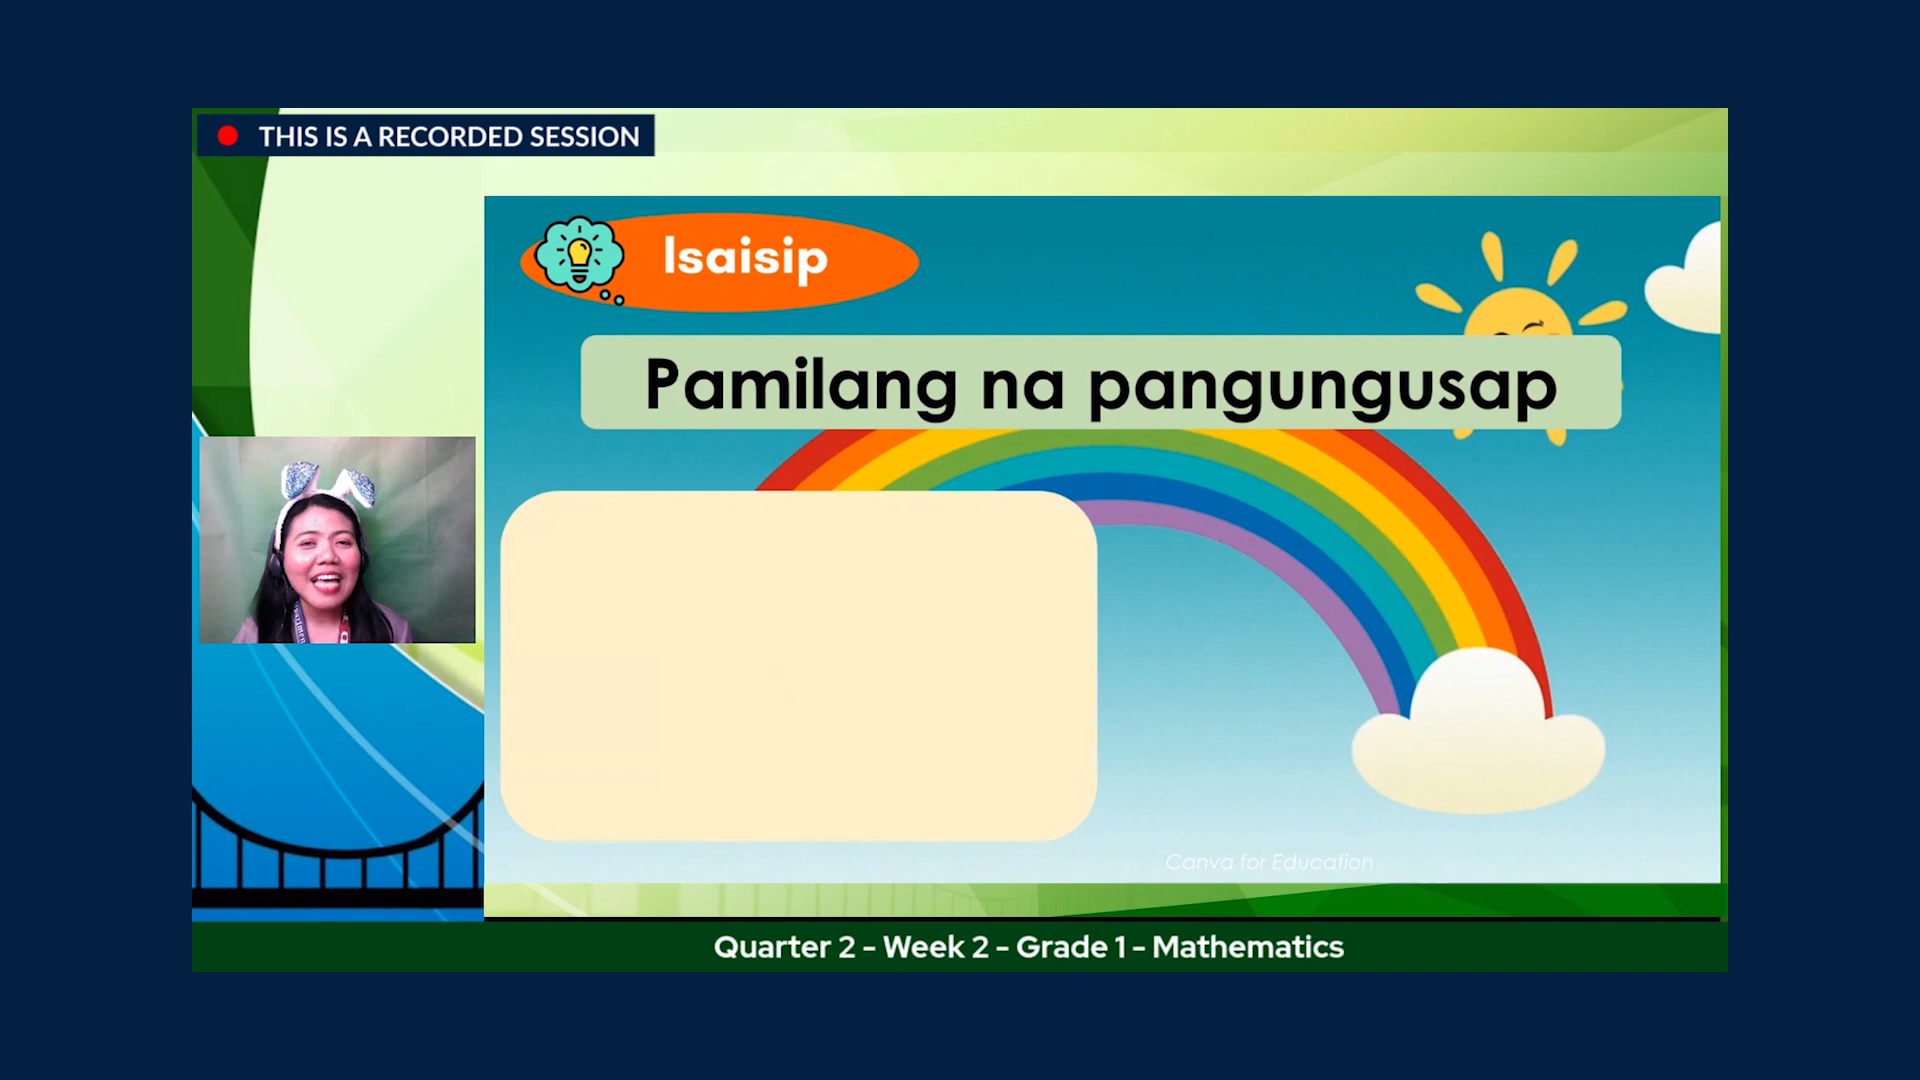 THIS IS A RECORDED SESSION
Isaisip
Pamilang na pangungusap
Canva for Education
Quarter 2 - Week 2 - Grade 1 - Mathematics